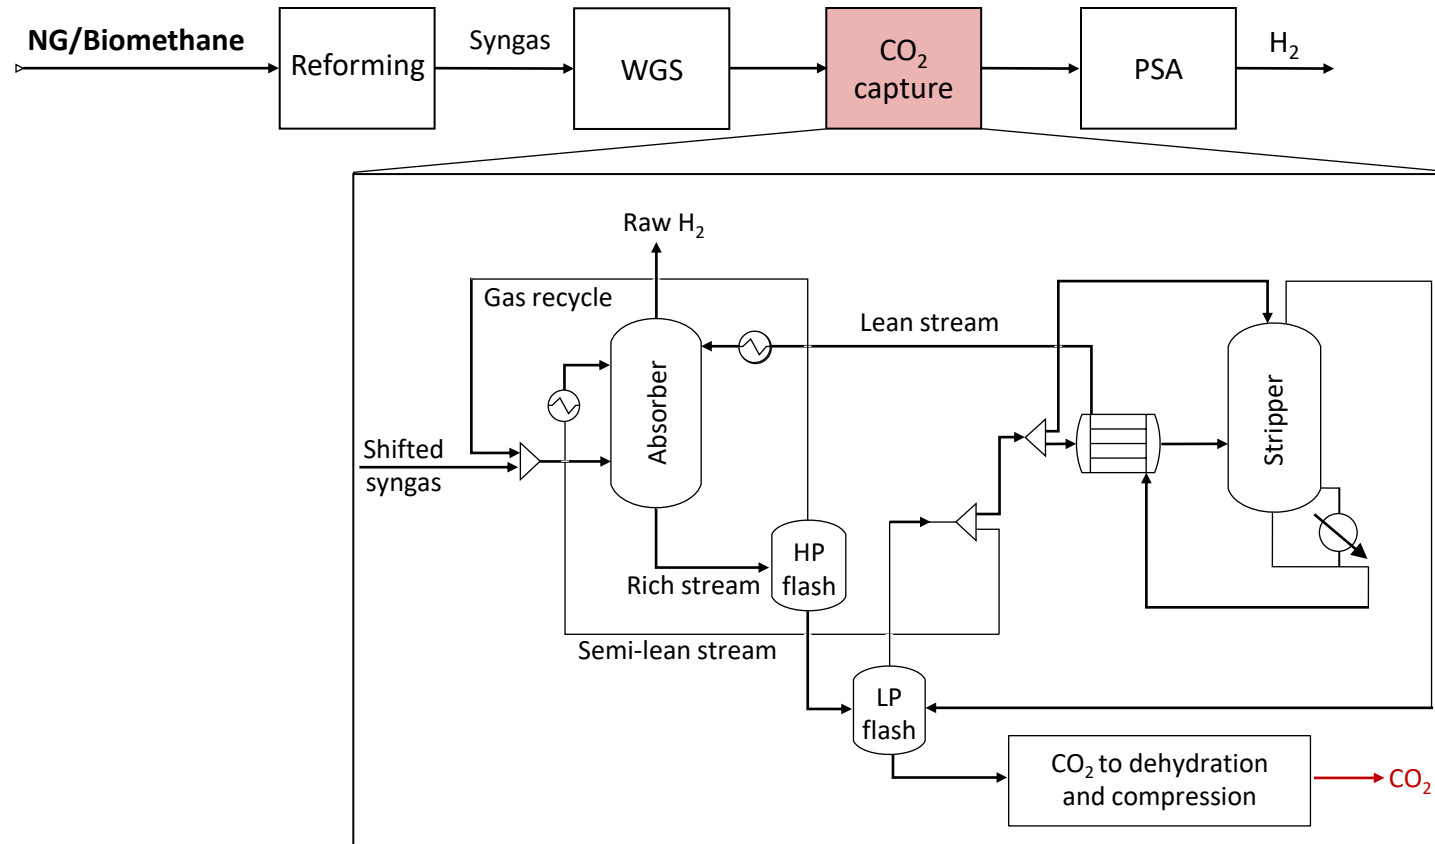 NG/Biomethane
Reforming
Syngas
WGS
CO₂
capture
PSA
H₂
Raw H₂
Gas recycle
Absorber
Lean stream
Stripper
Shifted
syngas
HP
flash
Rich stream
Semi-lean stream
LP
flash
CO₂ to dehydration
and compression
CO₂